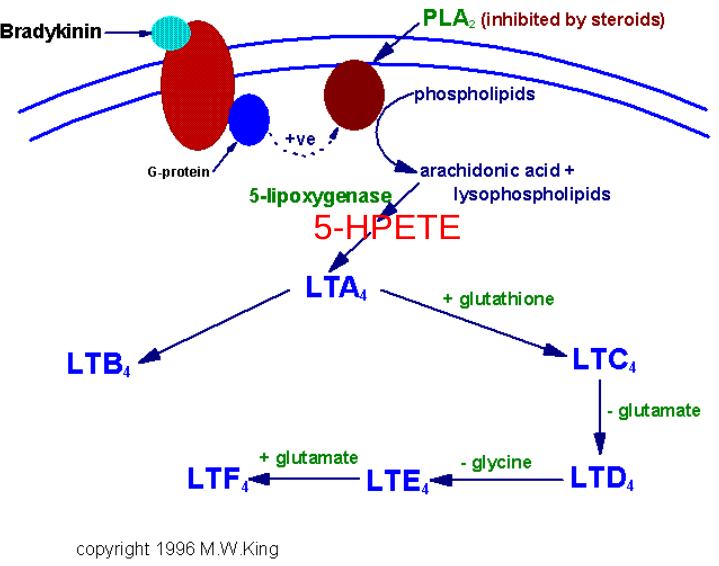 PLA₂ (inhibited by steroids)
Bradykinin
phospholipids
+ve
G-protein
arachidonic acid +
lysophospholipids
5-lipoxygenase
5-HPETE
LTA₄
+ glutathione
LTB₄
LTC₄
- glutamate
+ glutamate
- glycine
LTF₄
LTE₄
LTD₄
copyright 1996 M.W.King